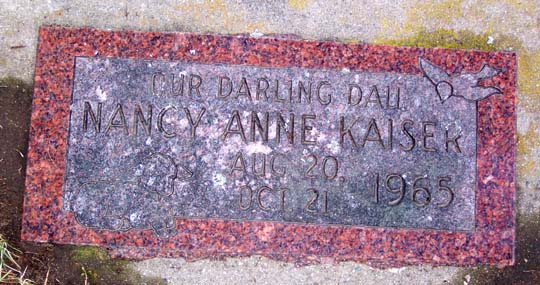 OUR DARLING DAU.
NANCY ANNE KAISER
AUG 20,
OCT 21 1965